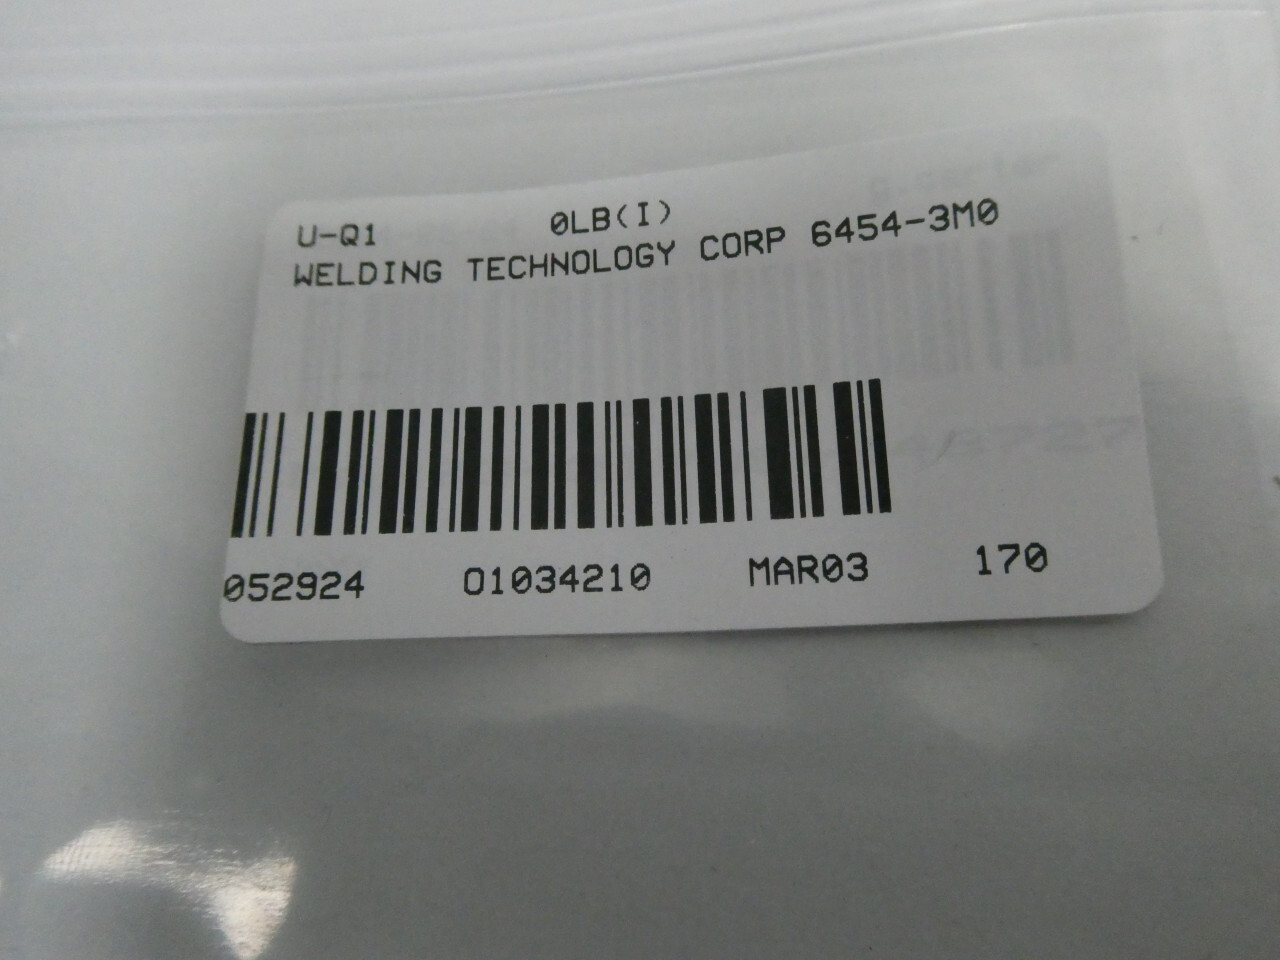 U-Q1 0LB(I)
WELDING TECHNOLOGY CORP 6454-3M0
052924 01034210 MAR03 170